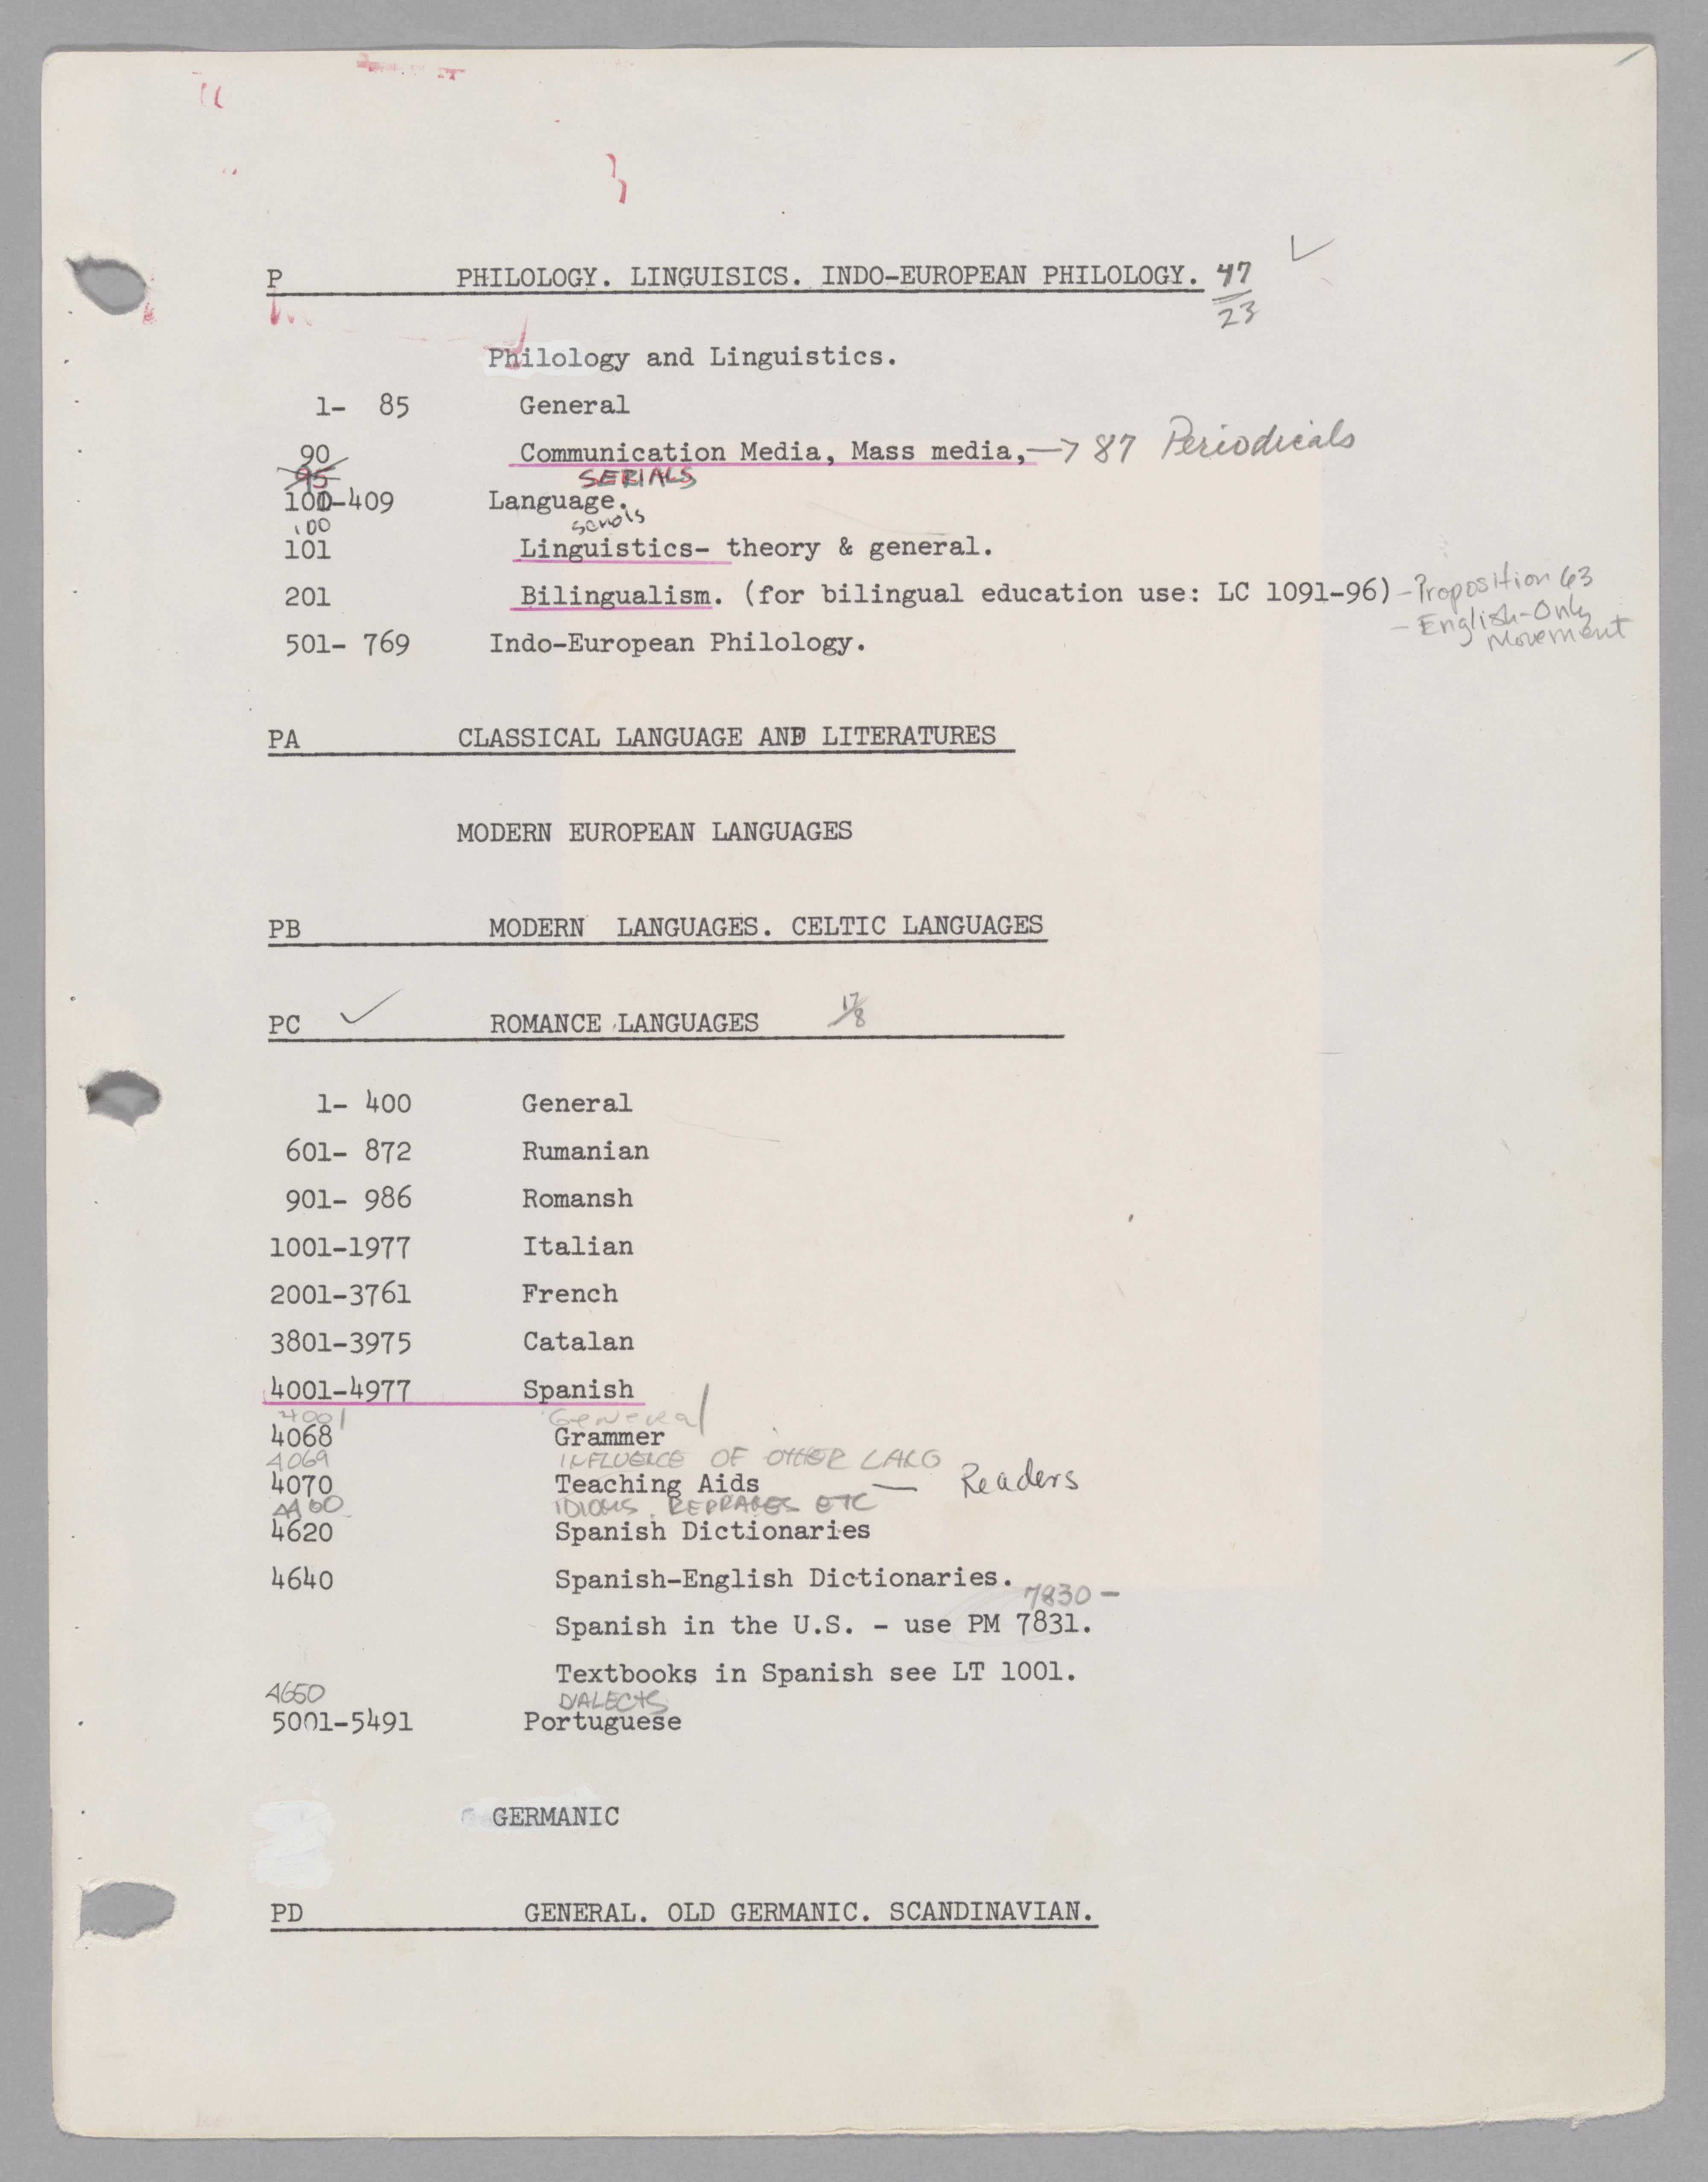 P PHILOLOGY. LINGUISICS. INDO-EUROPEAN PHILOLOGY. 47
23
Philology and Linguistics.
1- 85 General
90 Communication Media, Mass media, → 87 Periodicals
95 SERIALS
100-409 Language.
100
101 Linguistics- theory & general.
201 Bilingualism. (for bilingual education use: LC 1091-96) - Proposition 63
- English-Only
Movement
501- 769 Indo-European Philology.
PA CLASSICAL LANGUAGE AND LITERATURES
MODERN EUROPEAN LANGUAGES
PB MODERN LANGUAGES. CELTIC LANGUAGES
PC ✓ ROMANCE LANGUAGES 17/8
1- 400 General
601- 872 Rumanian
901- 986 Romansh
1001-1977 Italian
2001-3761 French
3801-3975 Catalan
4001-4977 Spanish
4001 General
4068 Grammer
4069 INFLUENCE OF OTHER LANG
4070 Teaching Aids — Readers
4460 IDIOMS, ETC
4620 Spanish Dictionaries
4640 Spanish-English Dictionaries.
7830 -
Spanish in the U.S. - use PM 7831.
Textbooks in Spanish see LT 1001.
4650 DIALECTS
5001-5491 Portuguese
GERMANIC
PD GENERAL. OLD GERMANIC. SCANDINAVIAN.